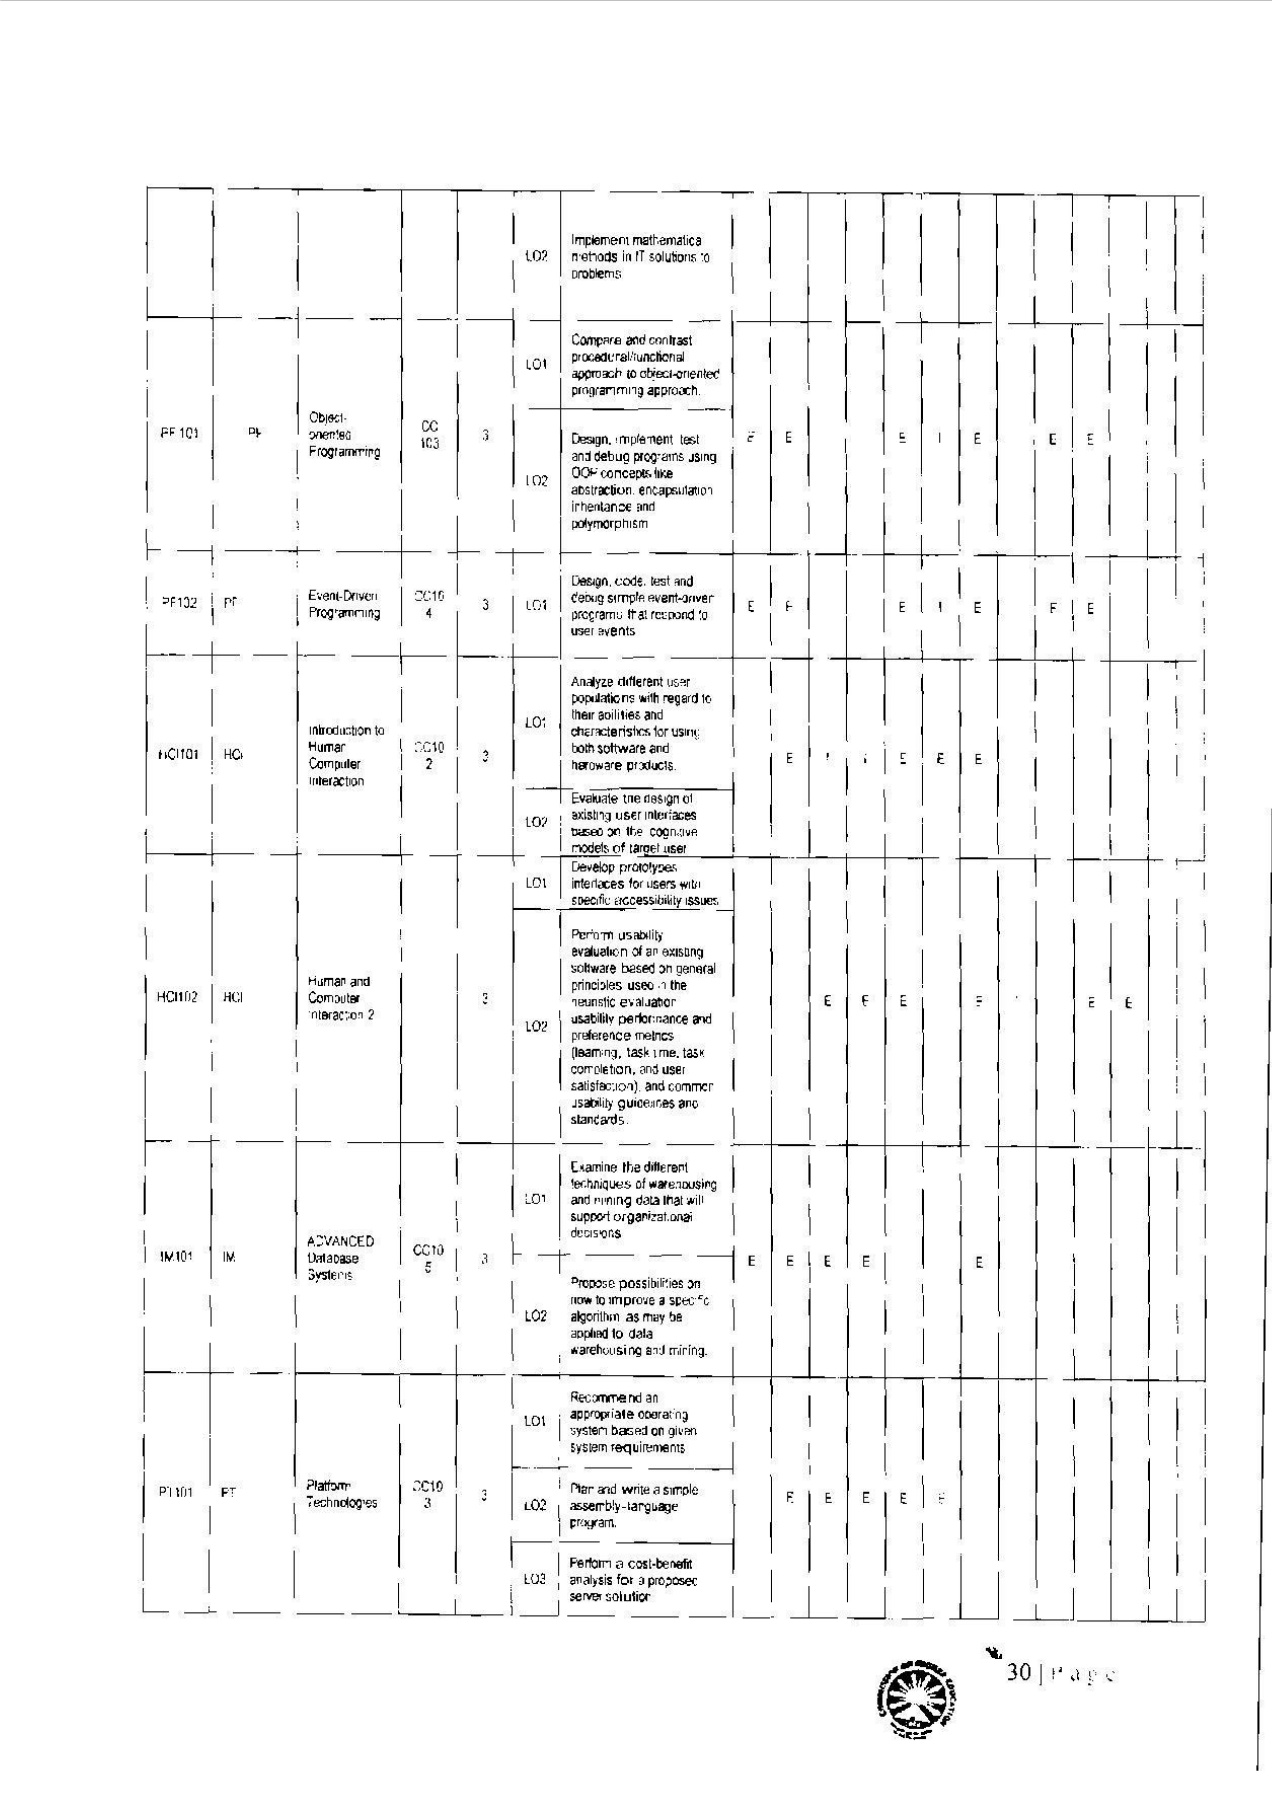 LO2
Implement mathematica
methods in IT solutions to
problems
PF101
PF
Object-
oriented
Programming
CC
103
3
LO1
Compare and contrast
procedural/functional
approach to object-oriented
programming approach.
LO2
Design, implement test
and debug programs using
OOP concepts like
abstraction, encapsulation
inheritance and
polymorphism
E E E I E E E
PF102
PF
Event-Driven
Programming
CC10
4
3
LO1
Design, code, test and
debug simple event-driven
programs that respond to
user events
E E E I E E E
HCI101
HCI
Introduction to
Human
Computer
Interaction
CC10
2
3
LO1
Analyze different user
populations with regard to
their abilities and
characteristics for using
both software and
hardware products.
LO2
Evaluate the design of
existing user interfaces
based on the cognitive
models of target user
E E E E
HCI102
HCI
Human and
Computer
Interaction 2
3
LO1
Develop prototypes
interfaces for users with
specific accessibility issues
LO2
Perform usability
evaluation of an existing
software based on general
principles used in the
heuristic evaluation
usability performance and
preference metrics
(learning, task time, task
completion, and user
satisfaction), and common
usability guidelines and
standards.
E E E E E E
IM101
IM
ADVANCED
Database
Systems
CC10
5
3
LO1
Examine the different
techniques of warehousing
and mining data that will
support organizational
decisions
LO2
Propose possibilities on
how to improve a specific
algorithm as may be
applied to data
warehousing and mining.
E E E E E
PT101
PT
Platform
Technologies
CC10
3
3
LO1
Recommend an
appropriate operating
system based on given
system requirements
LO2
Plan and write a simple
assembly-language
program.
LO3
Perform a cost-benefit
analysis for a proposed
server solution
E E E E E
30 | Page